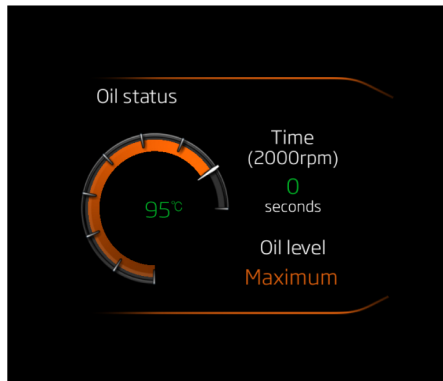 Oil status
Time
(2000rpm)
95°C
0
seconds
Oil level
Maximum